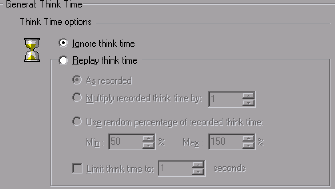 General: Think Time
Think Time options
Ignore think time
Replay think time
As recorded
Multiply recorded think time by: 1
Use random percentage of recorded think time:
Min: 50 % Max: 150 %
Limit think time to: 1 seconds